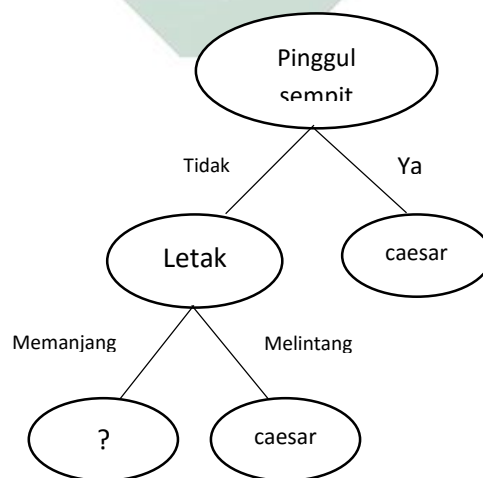 Pinggul
sempit
Tidak
Ya
Letak
caesar
Memanjang
Melintang
?
caesar